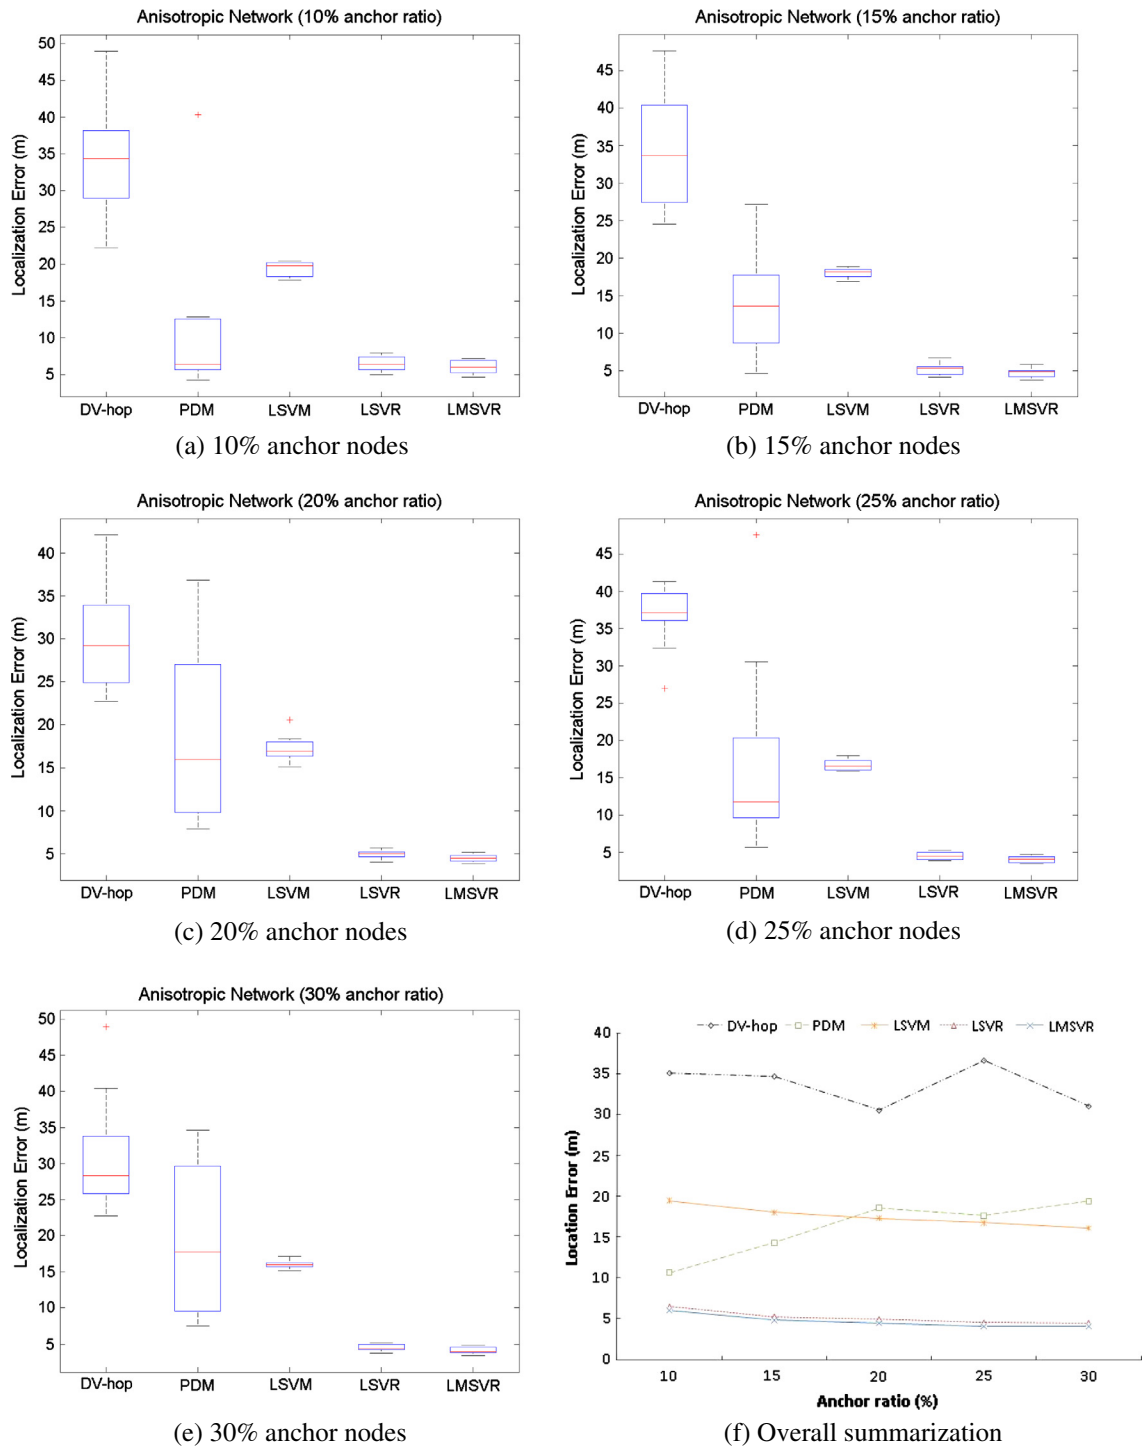 Anisotropic Network (10% anchor ratio)
Localization Error (m)
50
45
40
35
30
25
20
15
10
5
DV-hop PDM LSVM LSVR LMSVR
(a) 10% anchor nodes
Anisotropic Network (15% anchor ratio)
Localization Error (m)
45
40
35
30
25
20
15
10
5
DV-hop PDM LSVM LSVR LMSVR
(b) 15% anchor nodes
Anisotropic Network (20% anchor ratio)
Localization Error (m)
40
35
30
25
20
15
10
5
DV-hop PDM LSVM LSVR LMSVR
(c) 20% anchor nodes
Anisotropic Network (25% anchor ratio)
Localization Error (m)
45
40
35
30
25
20
15
10
5
DV-hop PDM LSVM LSVR LMSVR
(d) 25% anchor nodes
Anisotropic Network (30% anchor ratio)
Localization Error (m)
50
45
40
35
30
25
20
15
10
5
DV-hop PDM LSVM LSVR LMSVR
(e) 30% anchor nodes
DV-hop PDM LSVM LSVR LMSVR
Location Error (m)
40
35
30
25
20
15
10
5
0
10 15 20 25 30
Anchor ratio (%)
(f) Overall summarization